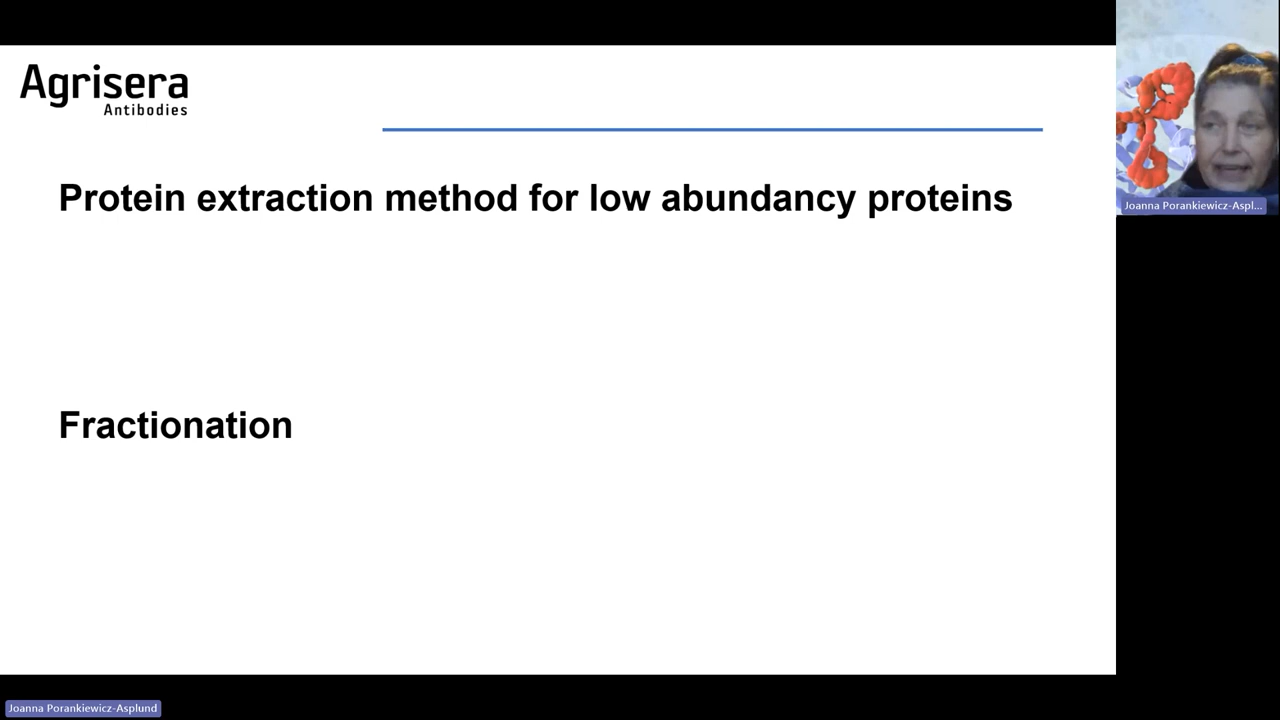 Agrisera
Antibodies
Protein extraction method for low abundancy proteins
Fractionation
Joanna Porankiewicz-Aspl...
Joanna Porankiewicz-Asplund